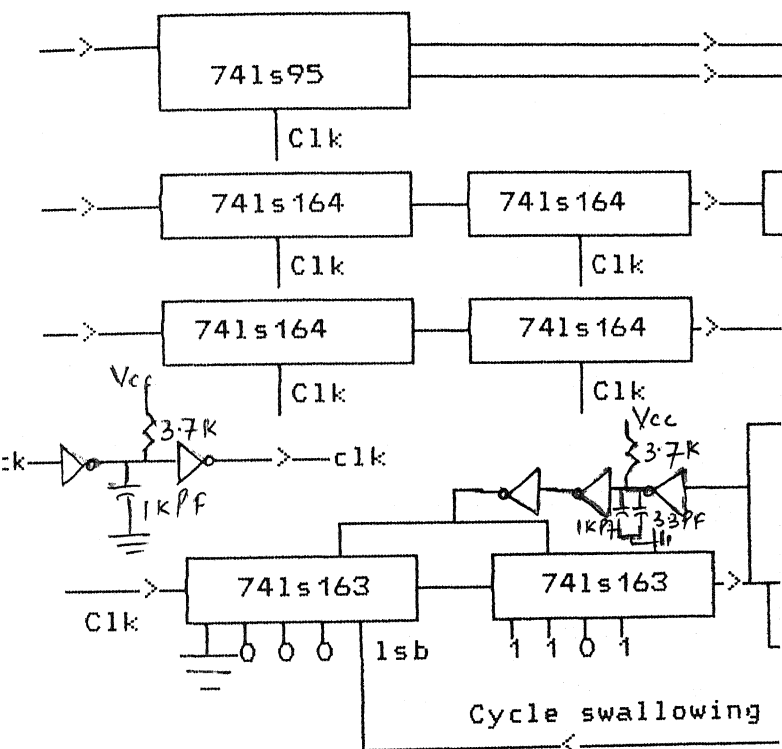 74ls95
Clk
74ls164 74ls164
Clk Clk
74ls164 74ls164
Clk Clk
Vcc Vcc
3.7K 3.7K
ck clk
1KPF 1KPF 33PF
74ls163 74ls163
Clk
0 0 0 lsb 1 1 0 1
Cycle swallowing